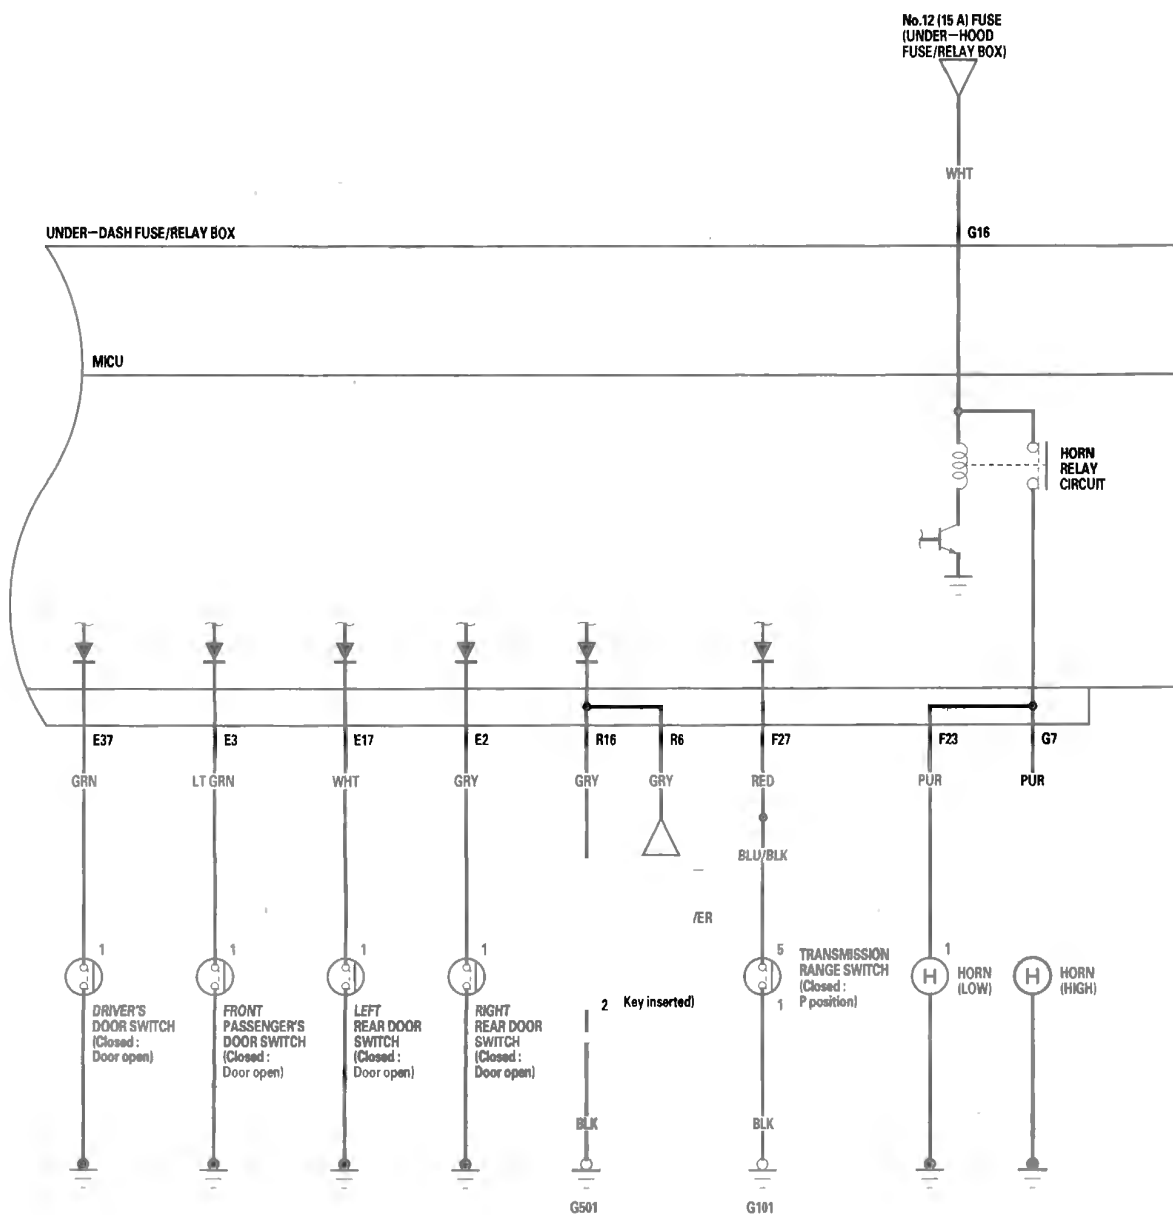 No.12 (15 A) FUSE
(UNDER-HOOD
FUSE/RELAY BOX)
WHT
UNDER-DASH FUSE/RELAY BOX
G16
MICU
HORN
RELAY
CIRCUIT
E37
E3
E17
E2
R16
R6
F27
F23
G7
GRN
LT GRN
WHT
GRY
GRY
GRY
RED
PUR
PUR
BLU/BLK
/ER
1
1
1
1
5
1
TRANSMISSION
RANGE SWITCH
(Closed :
P position)
1
H
HORN
(LOW)
H
HORN
(HIGH)
2
Key inserted)
DRIVER'S
DOOR SWITCH
(Closed :
Door open)
FRONT
PASSENGER'S
DOOR SWITCH
(Closed :
Door open)
LEFT
REAR DOOR
SWITCH
(Closed :
Door open)
RIGHT
REAR DOOR
SWITCH
(Closed :
Door open)
BLK
BLK
G501
G101